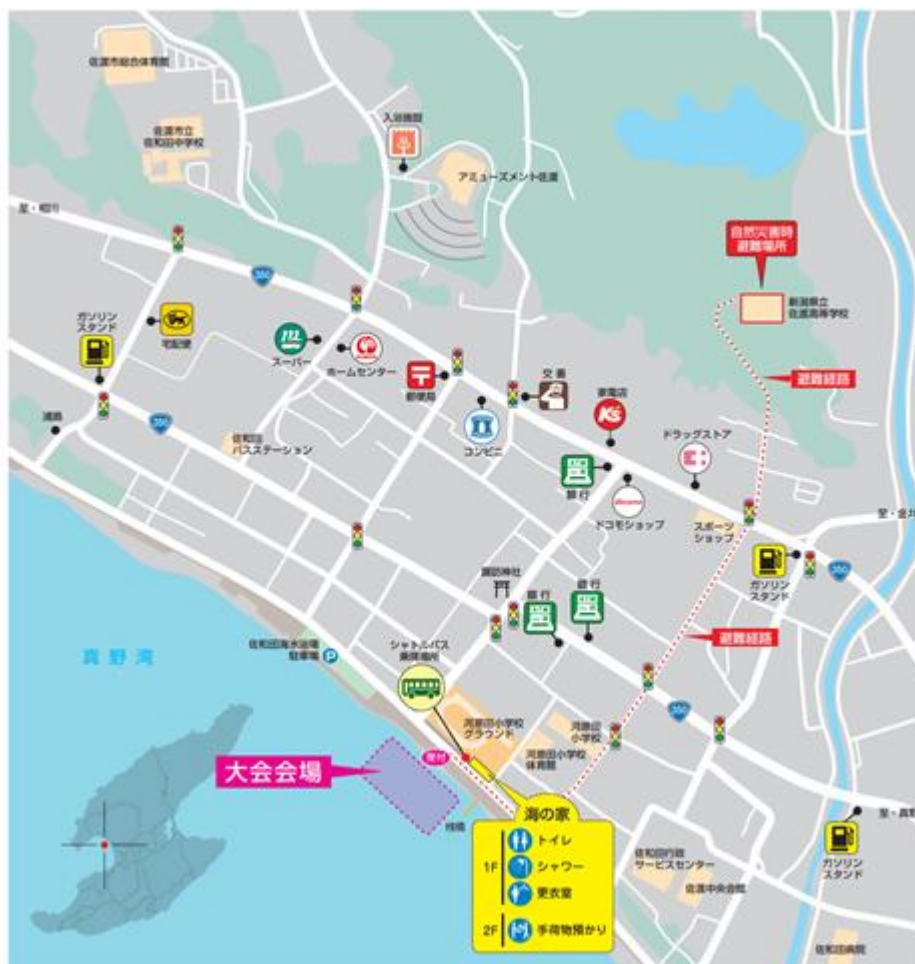 佐渡市総合体育館
佐渡市立
佐和田中学校
入浴施設
アミューズメント佐渡
至・相川
350
自然災害時
避難場所
新潟県立
佐渡高等学校
避難経路
ガソリン
スタンド
宅配便
スーパー
ホームセンター
郵便局
交番
家電店
K's
コンビニ
ドラッグストア
銀行
docomo
ドコモショップ
スポーツ
ショップ
350
佐和田
バスステーション
ガソリン
スタンド
350
諏訪神社
銀行
銀行
避難経路
佐和田海水浴場
駐車場
P
シャトルバス
乗降場所
真野湾
350
河原田小学校
グラウンド
河原田
小学校
河原田小学校
体育館
受付
大会会場
桟橋
海の家
1F
トイレ
シャワー
更衣室
2F
手荷物預かり
佐和田行政
サービスセンター
佐渡中央会館
ガソリン
スタンド
佐和田病院